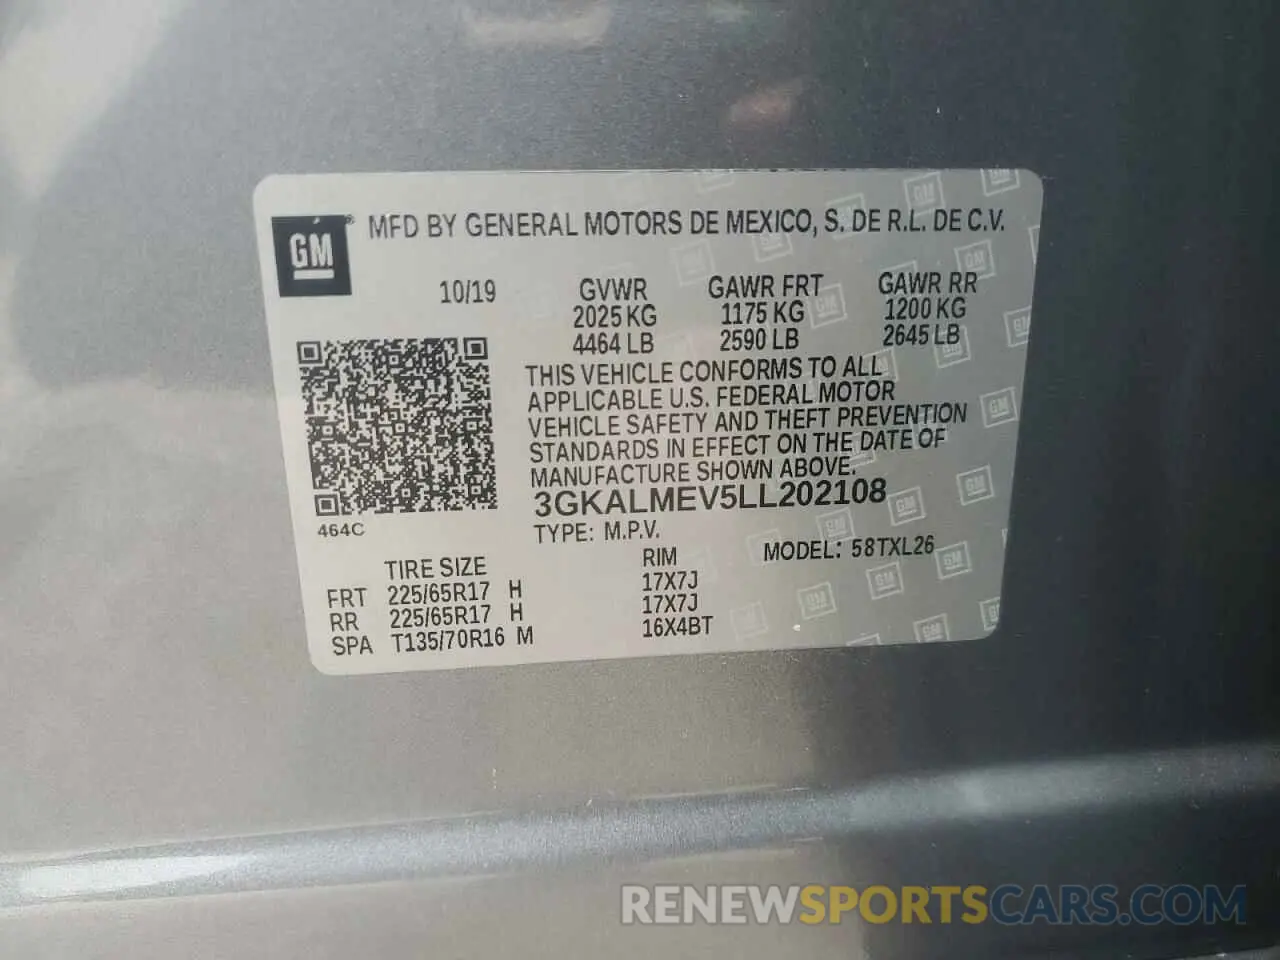 GM ® MFD BY GENERAL MOTORS DE MEXICO, S. DE R.L. DE C.V.
10/19 GVWR GAWR FRT GAWR RR
2025 KG 1175 KG 1200 KG
4464 LB 2590 LB 2645 LB
THIS VEHICLE CONFORMS TO ALL
APPLICABLE U.S. FEDERAL MOTOR
VEHICLE SAFETY AND THEFT PREVENTION
STANDARDS IN EFFECT ON THE DATE OF
MANUFACTURE SHOWN ABOVE.
3GKALMEV5LL202108
464C
TYPE: M.P.V. MODEL: 58TXL26
TIRE SIZE RIM
FRT 225/65R17 H 17X7J
RR 225/65R17 H 17X7J
SPA T135/70R16 M 16X4BT
RENEWSPORTSCARS.COM